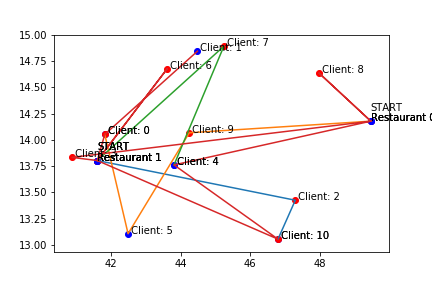 15.00
14.75
14.50
14.25
14.00
13.75
13.50
13.25
13.00
42
44
46
48
Client: 7
Client: 1
Client: 6
Client: 8
START
Restaurant 0
Client: 0
Client: 9
START
Client:
Restaurant 1
Client: 4
Client: 2
Client: 5
Client: 10